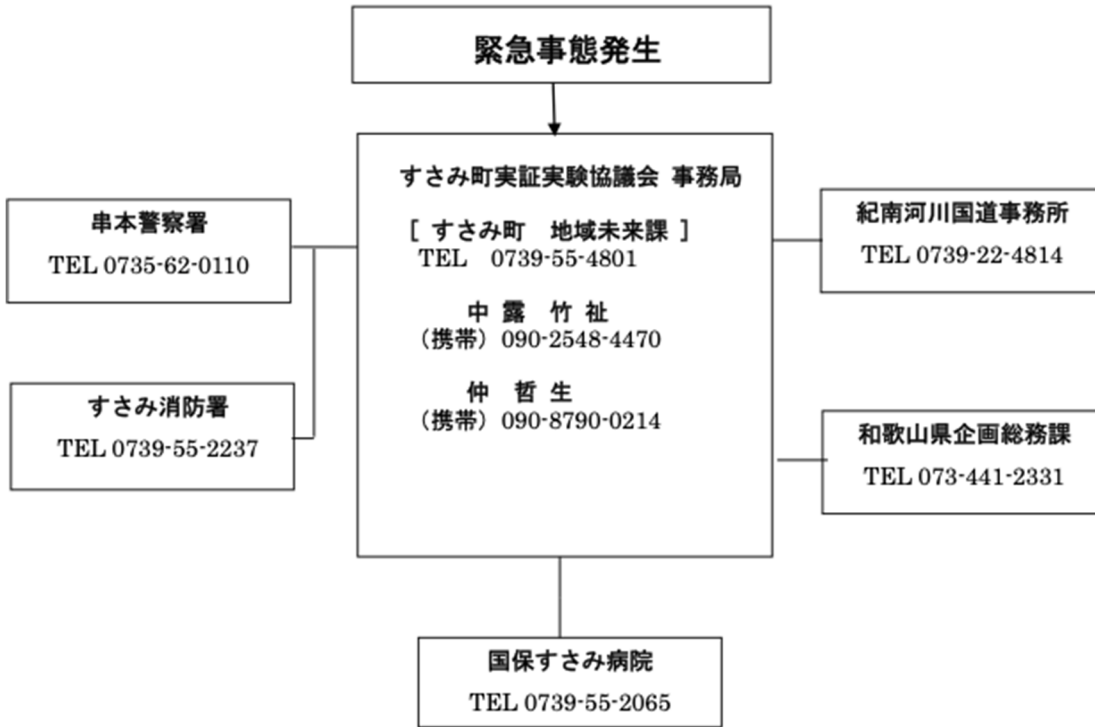 緊急事態発生
すさみ町実証実験協議会 事務局
[ すさみ町 地域未来課 ]
TEL 0739-55-4801
中 露 竹 祉
（携帯）090-2548-4470
仲 哲 生
（携帯）090-8790-0214
串本警察署
TEL 0735-62-0110
すさみ消防署
TEL 0739-55-2237
紀南河川国道事務所
TEL 0739-22-4814
和歌山県企画総務課
TEL 073-441-2331
国保すさみ病院
TEL 0739-55-2065